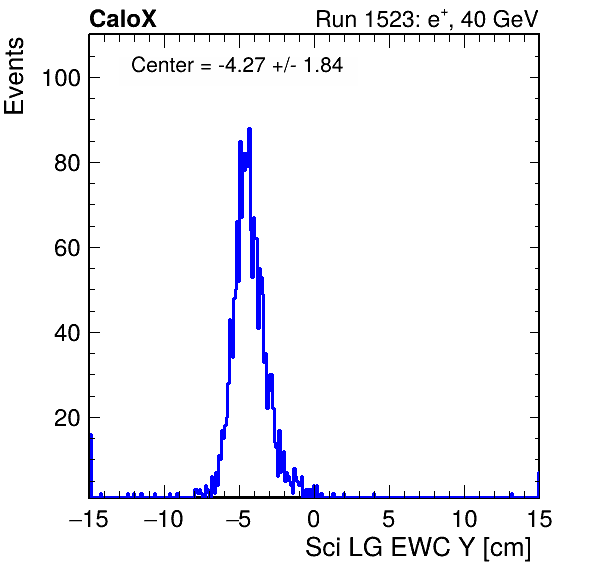 CaloX Run 1523: e⁺, 40 GeV
Center = -4.27 +/- 1.84
Events
100
80
60
40
20
−15 −10 −5 0 5 10 15
Sci LG EWC Y [cm]